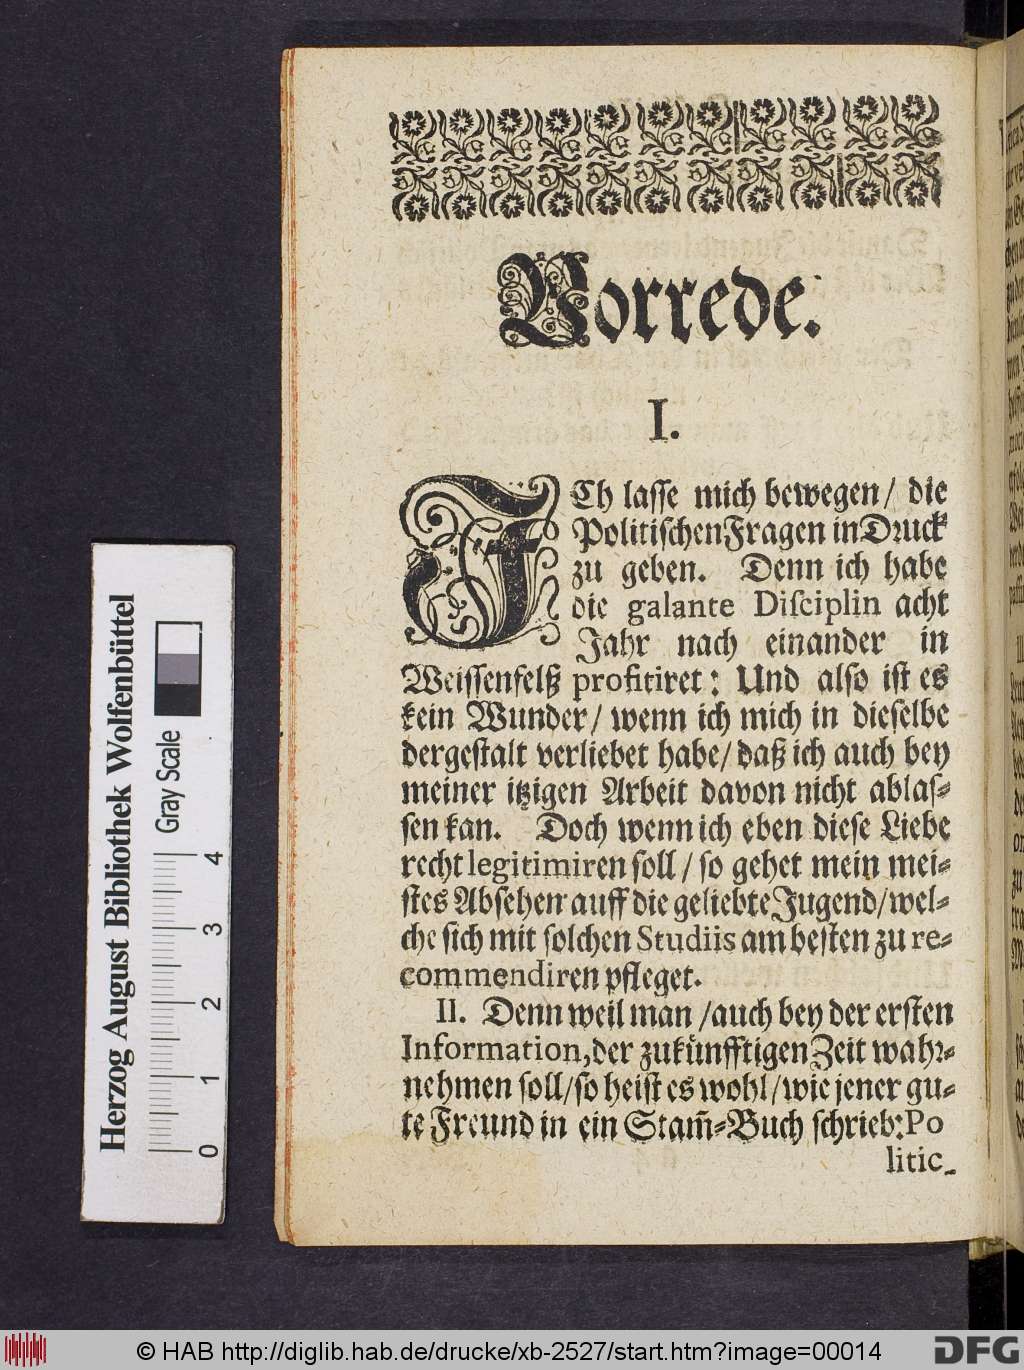 Vorrede.
I.
ICh lasse mich bewegen / die
Politischen Fragen in Druck
zu geben. Denn ich habe
die galante Disciplin acht
Jahr nach einander in
Weissenfelß profitiret: Und also ist es
kein Wunder / wenn ich mich in dieselbe
dergestalt verliebet habe / daß ich auch bey
meiner itzigen Arbeit davon nicht ablas-
sen kan. Doch wenn ich eben diese Liebe
recht legitimiren soll / so gehet mein mei-
stes Absehen auff die geliebte Jugend / wel-
che sich mit solchen Studiis am besten zu re-
commendiren pfleget.
II. Denn weil man / auch bey der ersten
Information, der zukünfftigen Zeit wahr-
nehmen soll / so heist es wohl / wie jener gu-
te Freund in ein Stam̃-Buch schrieb: Po
litic-
Herzog August Bibliothek Wolfenbüttel
Gray Scale
0 1 2 3 4
© HAB http://diglib.hab.de/drucke/xb-2527/start.htm?image=00014
DFG